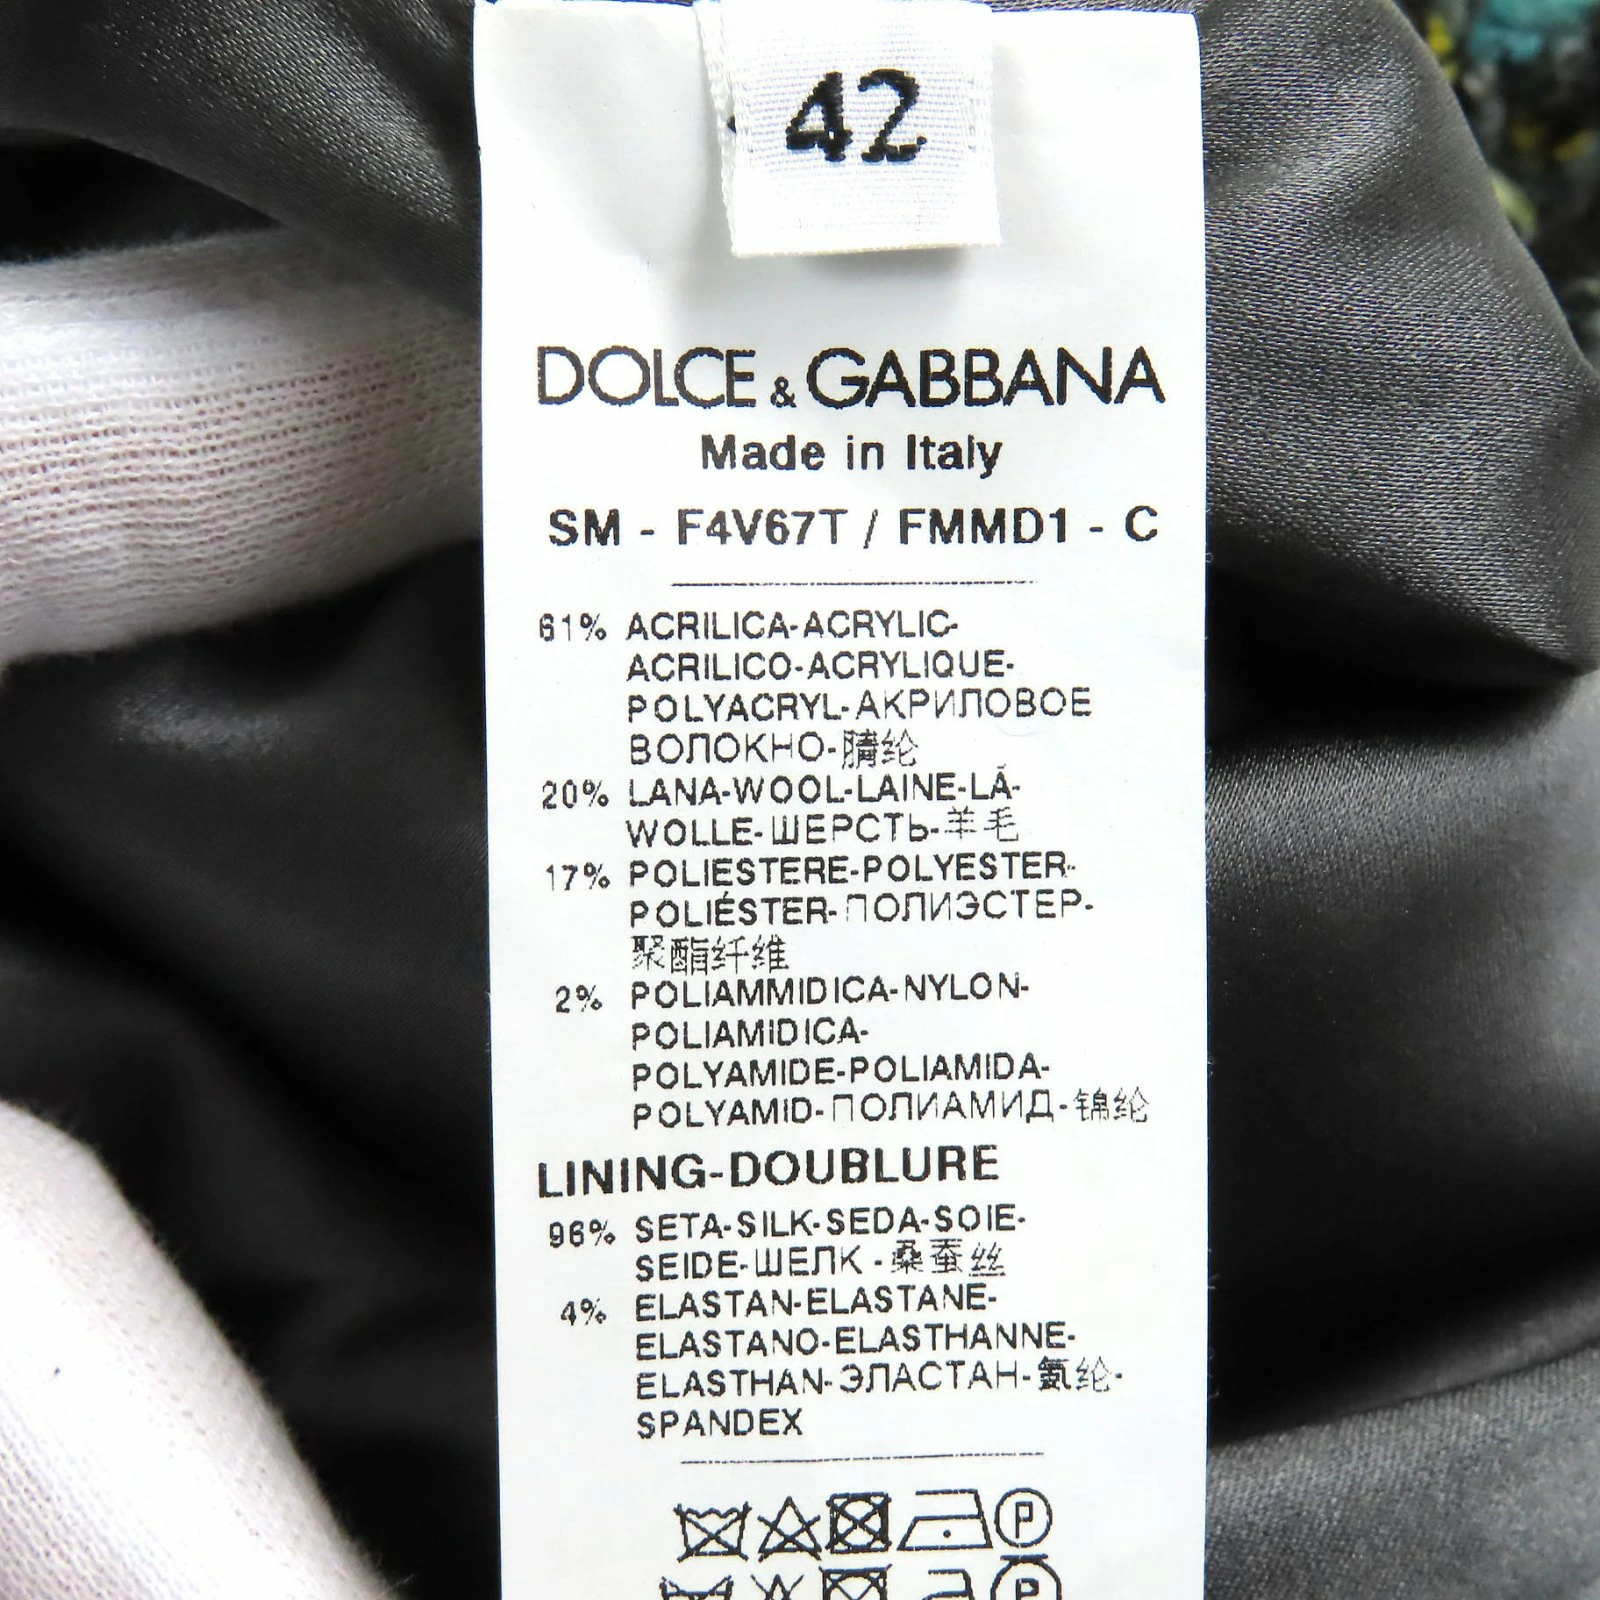 42
DOLCE & GABBANA
Made in Italy
SM - F4V67T / FMMD1 - C
61% ACRILICA-ACRYLIC-
ACRILICO-ACRYLIQUE-
POLYACRYL-АКРИЛОВОЕ
ВОЛОКНО-腈纶
20% LANA-WOOL-LAINE-LÃ-
WOLLE-ШЕРСТЬ-羊毛
17% POLIESTERE-POLYESTER-
POLIÉSTER-ПОЛИЭСТЕР-
聚酯纤维
2% POLIAMMIDICA-NYLON-
POLIAMIDICA-
POLYAMIDE-POLIAMIDA-
POLYAMID-ПОЛИАМИД-锦纶
LINING-DOUBLURE
96% SETA-SILK-SEDA-SOIE-
SEIDE-ШЕЛК -桑蚕丝
4% ELASTAN-ELASTANE-
ELASTANO-ELASTHANNE-
ELASTHAN-ЭЛАСТАН-氨纶-
SPANDEX
P
P